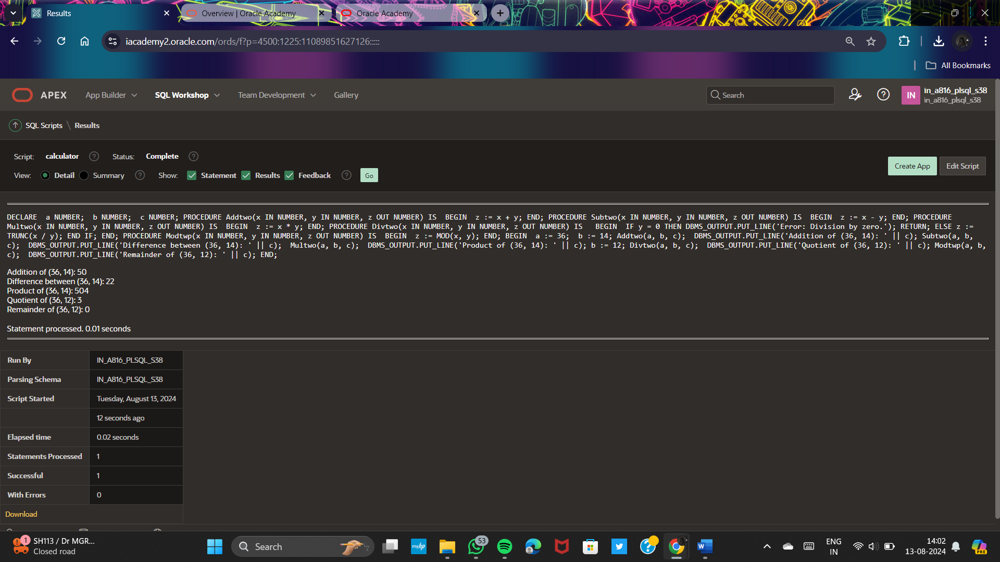 Results
Overview | Oracle Academy
Oracle Academy
iacademy2.oracle.com/ords/f?p=4500:1225:11089851627126:::::
All Bookmarks
APEX
App Builder
SQL Workshop
Team Development
Gallery
Search
IN
in_a816_plsql_s38
in_a816_plsql_s38
SQL Scripts \ Results
Script: calculator Status: Complete
View: Detail Summary Show: Statement Results Feedback Go
Create App
Edit Script
DECLARE  a NUMBER;  b NUMBER;  c NUMBER; PROCEDURE Addtwo(x IN NUMBER, y IN NUMBER, z OUT NUMBER) IS  BEGIN  z := x + y; END; PROCEDURE Subtwo(x IN NUMBER, y IN NUMBER, z OUT NUMBER) IS  BEGIN  z := x - y; END; PROCEDURE
Multwo(x IN NUMBER, y IN NUMBER, z OUT NUMBER) IS  BEGIN  z := x * y; END; PROCEDURE Divtwo(x IN NUMBER, y IN NUMBER, z OUT NUMBER) IS   BEGIN  IF y = 0 THEN DBMS_OUTPUT.PUT_LINE('Error: Division by zero.'); RETURN; ELSE z :=
TRUNC(x / y); END IF; END; PROCEDURE Modtwp(x IN NUMBER, y IN NUMBER, z OUT NUMBER) IS  BEGIN  z := MOD(x, y); END; BEGIN  a := 36;  b := 14; Addtwo(a, b, c);  DBMS_OUTPUT.PUT_LINE('Addition of (36, 14): ' || c); Subtwo(a, b,
c);  DBMS_OUTPUT.PUT_LINE('Difference between (36, 14): ' || c);  Multwo(a, b, c);  DBMS_OUTPUT.PUT_LINE('Product of (36, 14): ' || c); b := 12; Divtwo(a, b, c);  DBMS_OUTPUT.PUT_LINE('Quotient of (36, 12): ' || c); Modtwp(a, b,
c);  DBMS_OUTPUT.PUT_LINE('Remainder of (36, 12): ' || c); END;
Addition of (36, 14): 50
Difference between (36, 14): 22
Product of (36, 14): 504
Quotient of (36, 12): 3
Remainder of (36, 12): 0
Statement processed. 0.01 seconds
Run By IN_A816_PLSQL_S38
Parsing Schema IN_A816_PLSQL_S38
Script Started Tuesday, August 13, 2024
12 seconds ago
Elapsed time 0.02 seconds
Statements Processed 1
Successful 1
With Errors 0
Download
1
SH113 / Dr MGR...
Closed road
Search
myhp
53
W
ENG
IN
14:02
13-08-2024
PRE